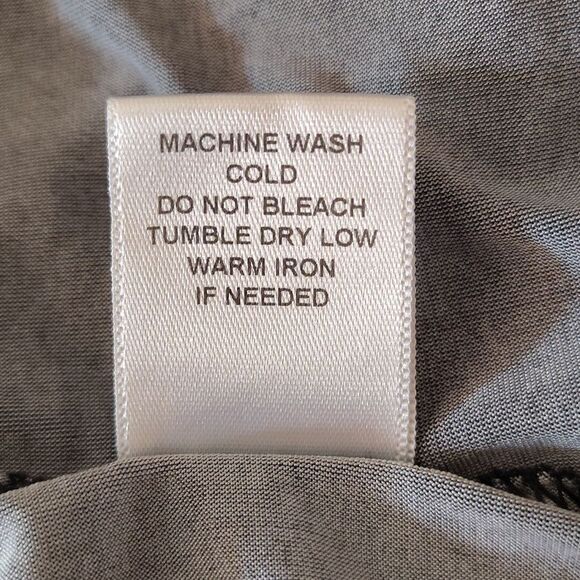 MACHINE WASH
COLD
DO NOT BLEACH
TUMBLE DRY LOW
WARM IRON
IF NEEDED